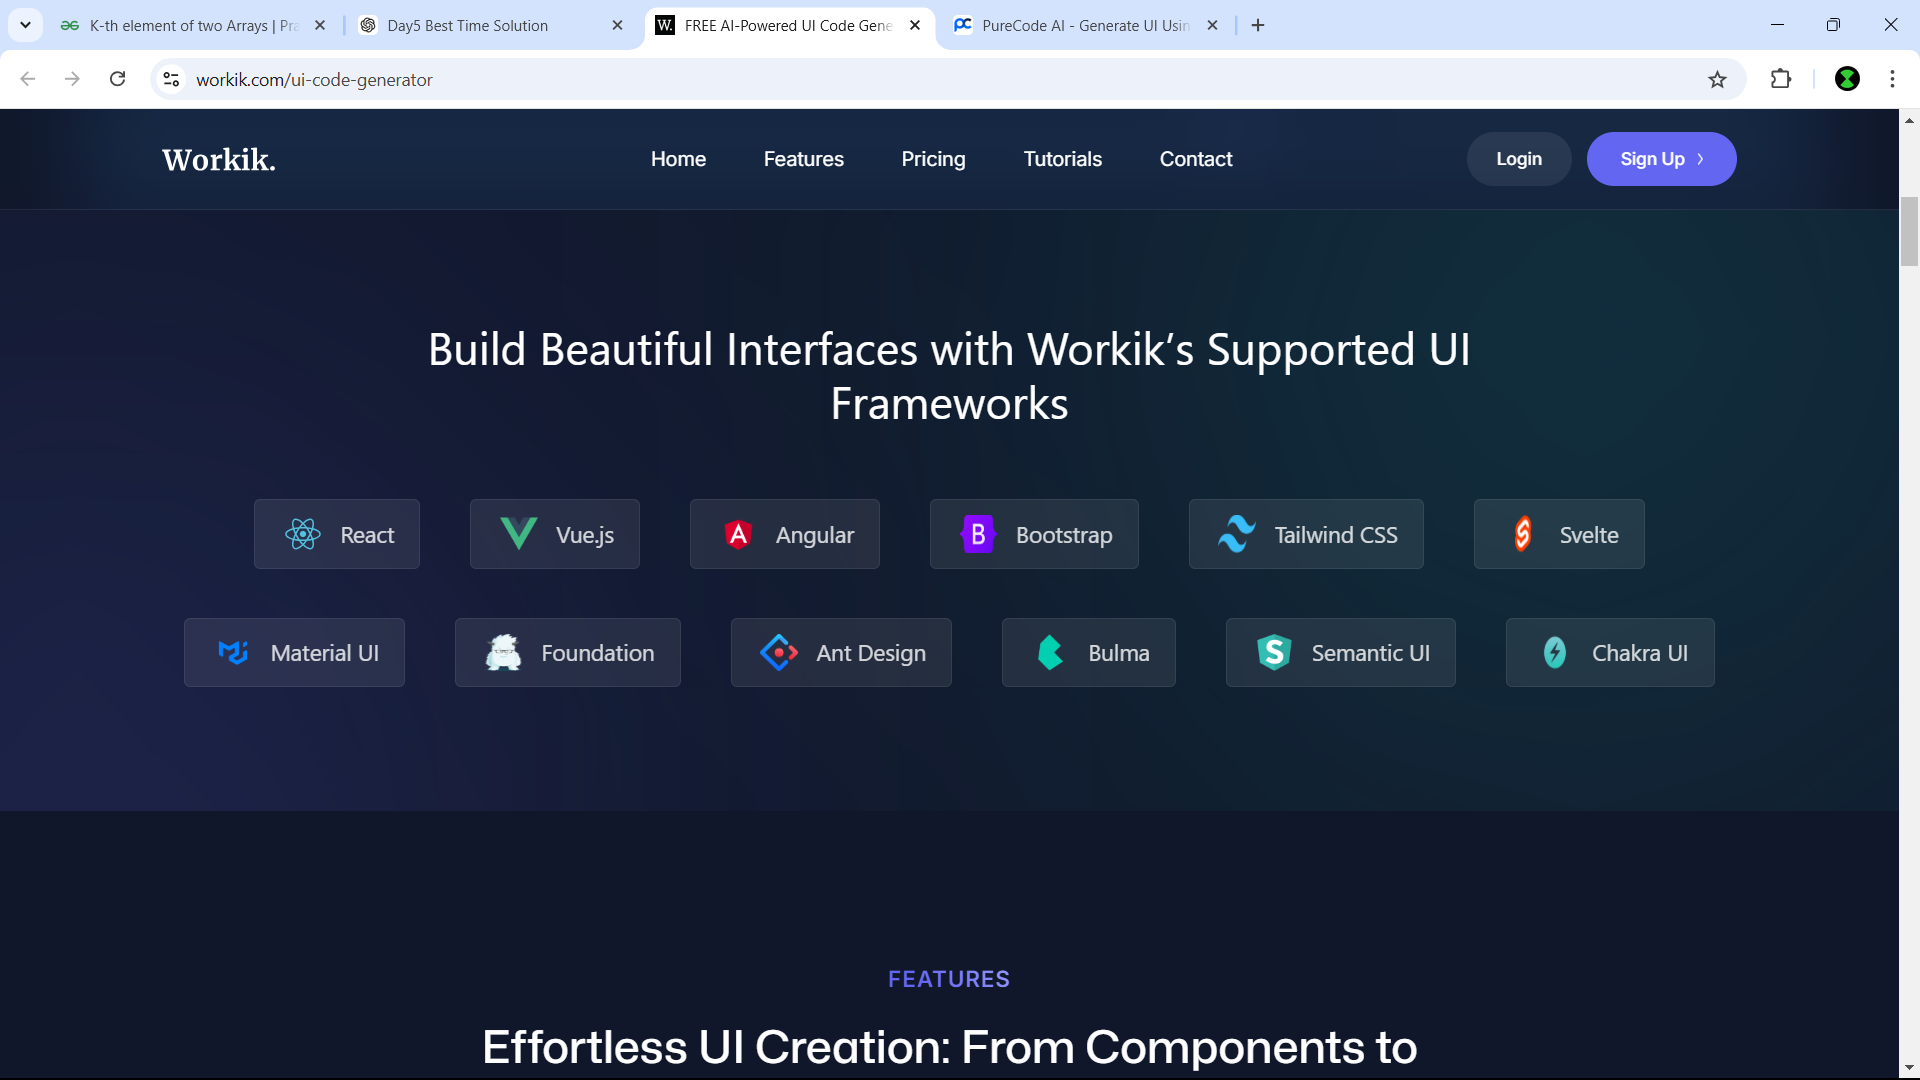 K-th element of two Arrays | Pra
Day5 Best Time Solution
W.
FREE AI-Powered UI Code Gene
PC
PureCode AI - Generate UI Usin
workik.com/ui-code-generator
Workik.
Home
Features
Pricing
Tutorials
Contact
Login
Sign Up
Build Beautiful Interfaces with Workik’s Supported UI
Frameworks
React
Vue.js
A
Angular
B
Bootstrap
Tailwind CSS
Svelte
Material UI
Foundation
Ant Design
Bulma
S
Semantic UI
Chakra UI
FEATURES
Effortless UI Creation: From Components to